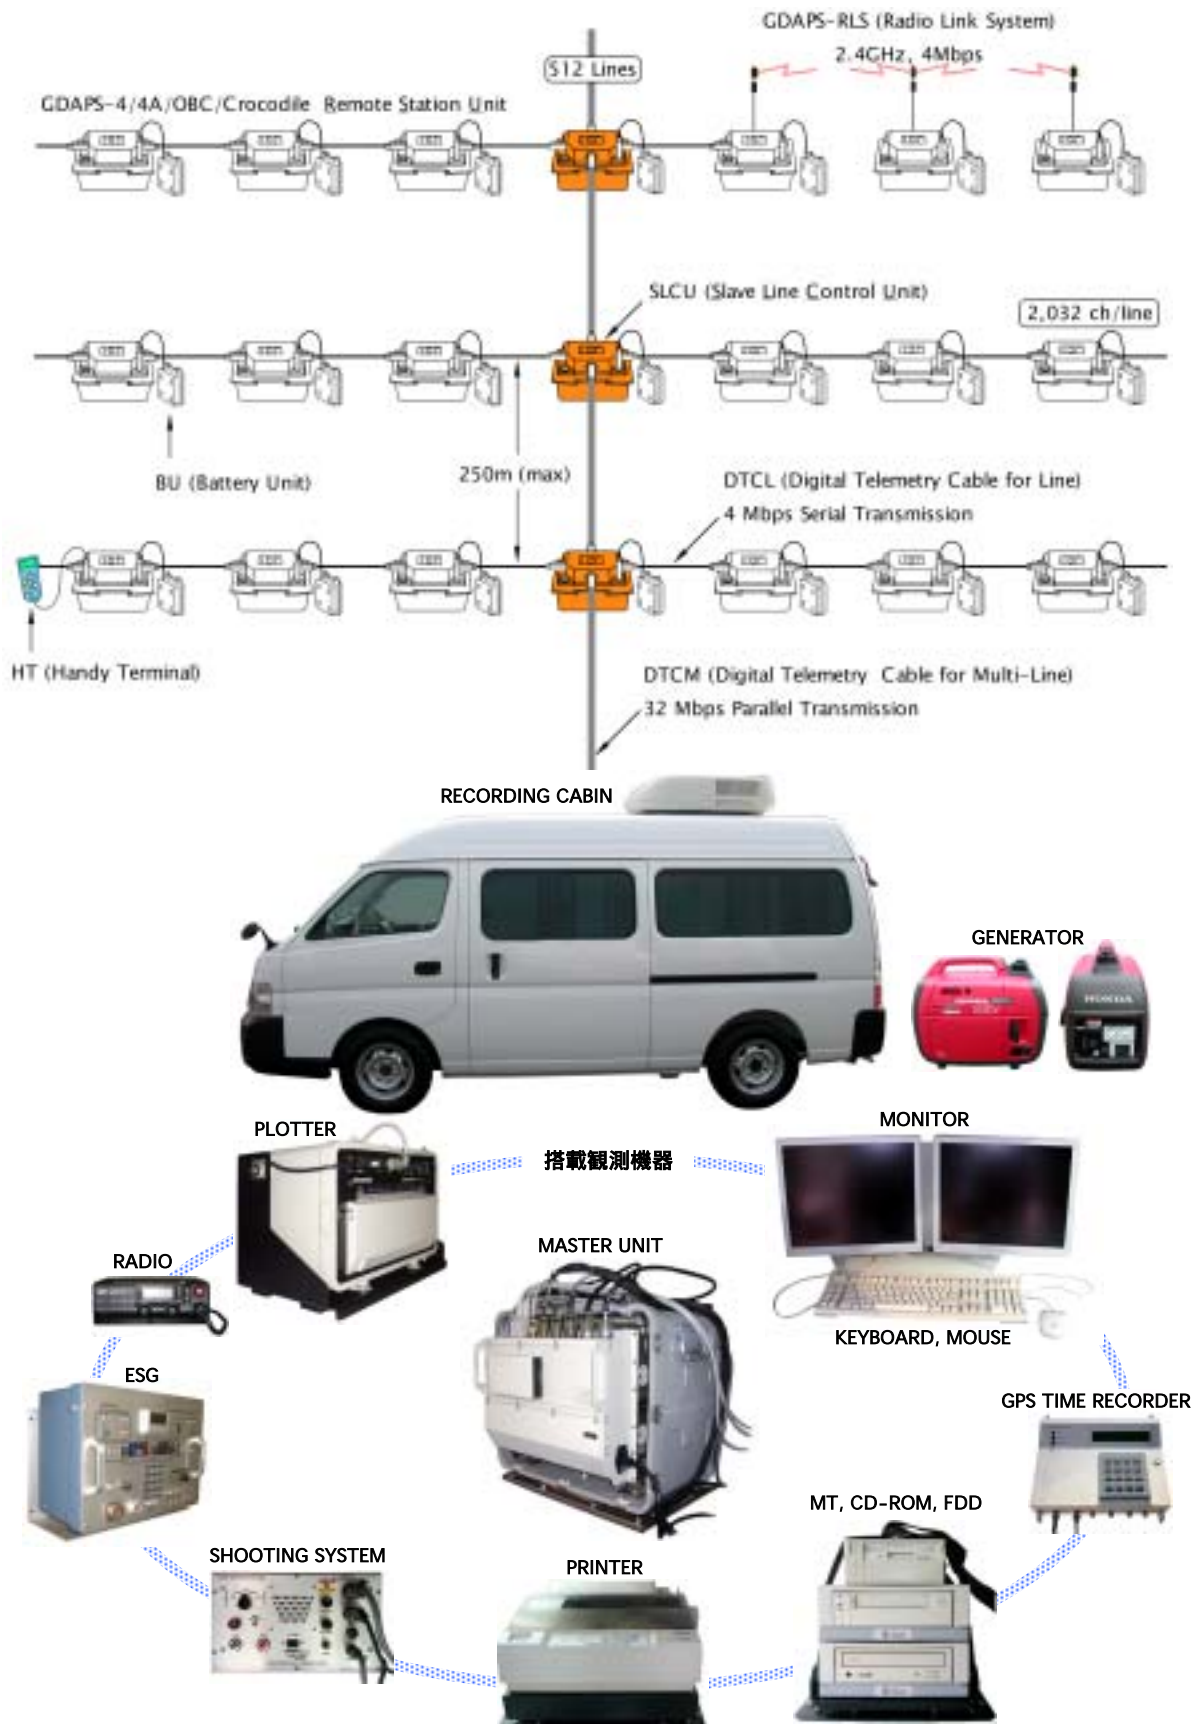 GDAPS-RLS (Radio Link System)
2.4GHz, 4Mbps
512 Lines
GDAPS-4/4A/OBC/Crocodile Remote Station Unit
SLCU (Slave Line Control Unit)
2,032 ch/line
BU (Battery Unit)
250m (max)
DTCL (Digital Telemetry Cable for Line)
4 Mbps Serial Transmission
HT (Handy Terminal)
DTCM (Digital Telemetry Cable for Multi-Line)
32 Mbps Parallel Transmission
RECORDING CABIN
GENERATOR
HONDA
PLOTTER
MONITOR
搭載観測機器
RADIO
MASTER UNIT
KEYBOARD, MOUSE
ESG
GPS TIME RECORDER
MT, CD-ROM, FDD
SHOOTING SYSTEM
PRINTER